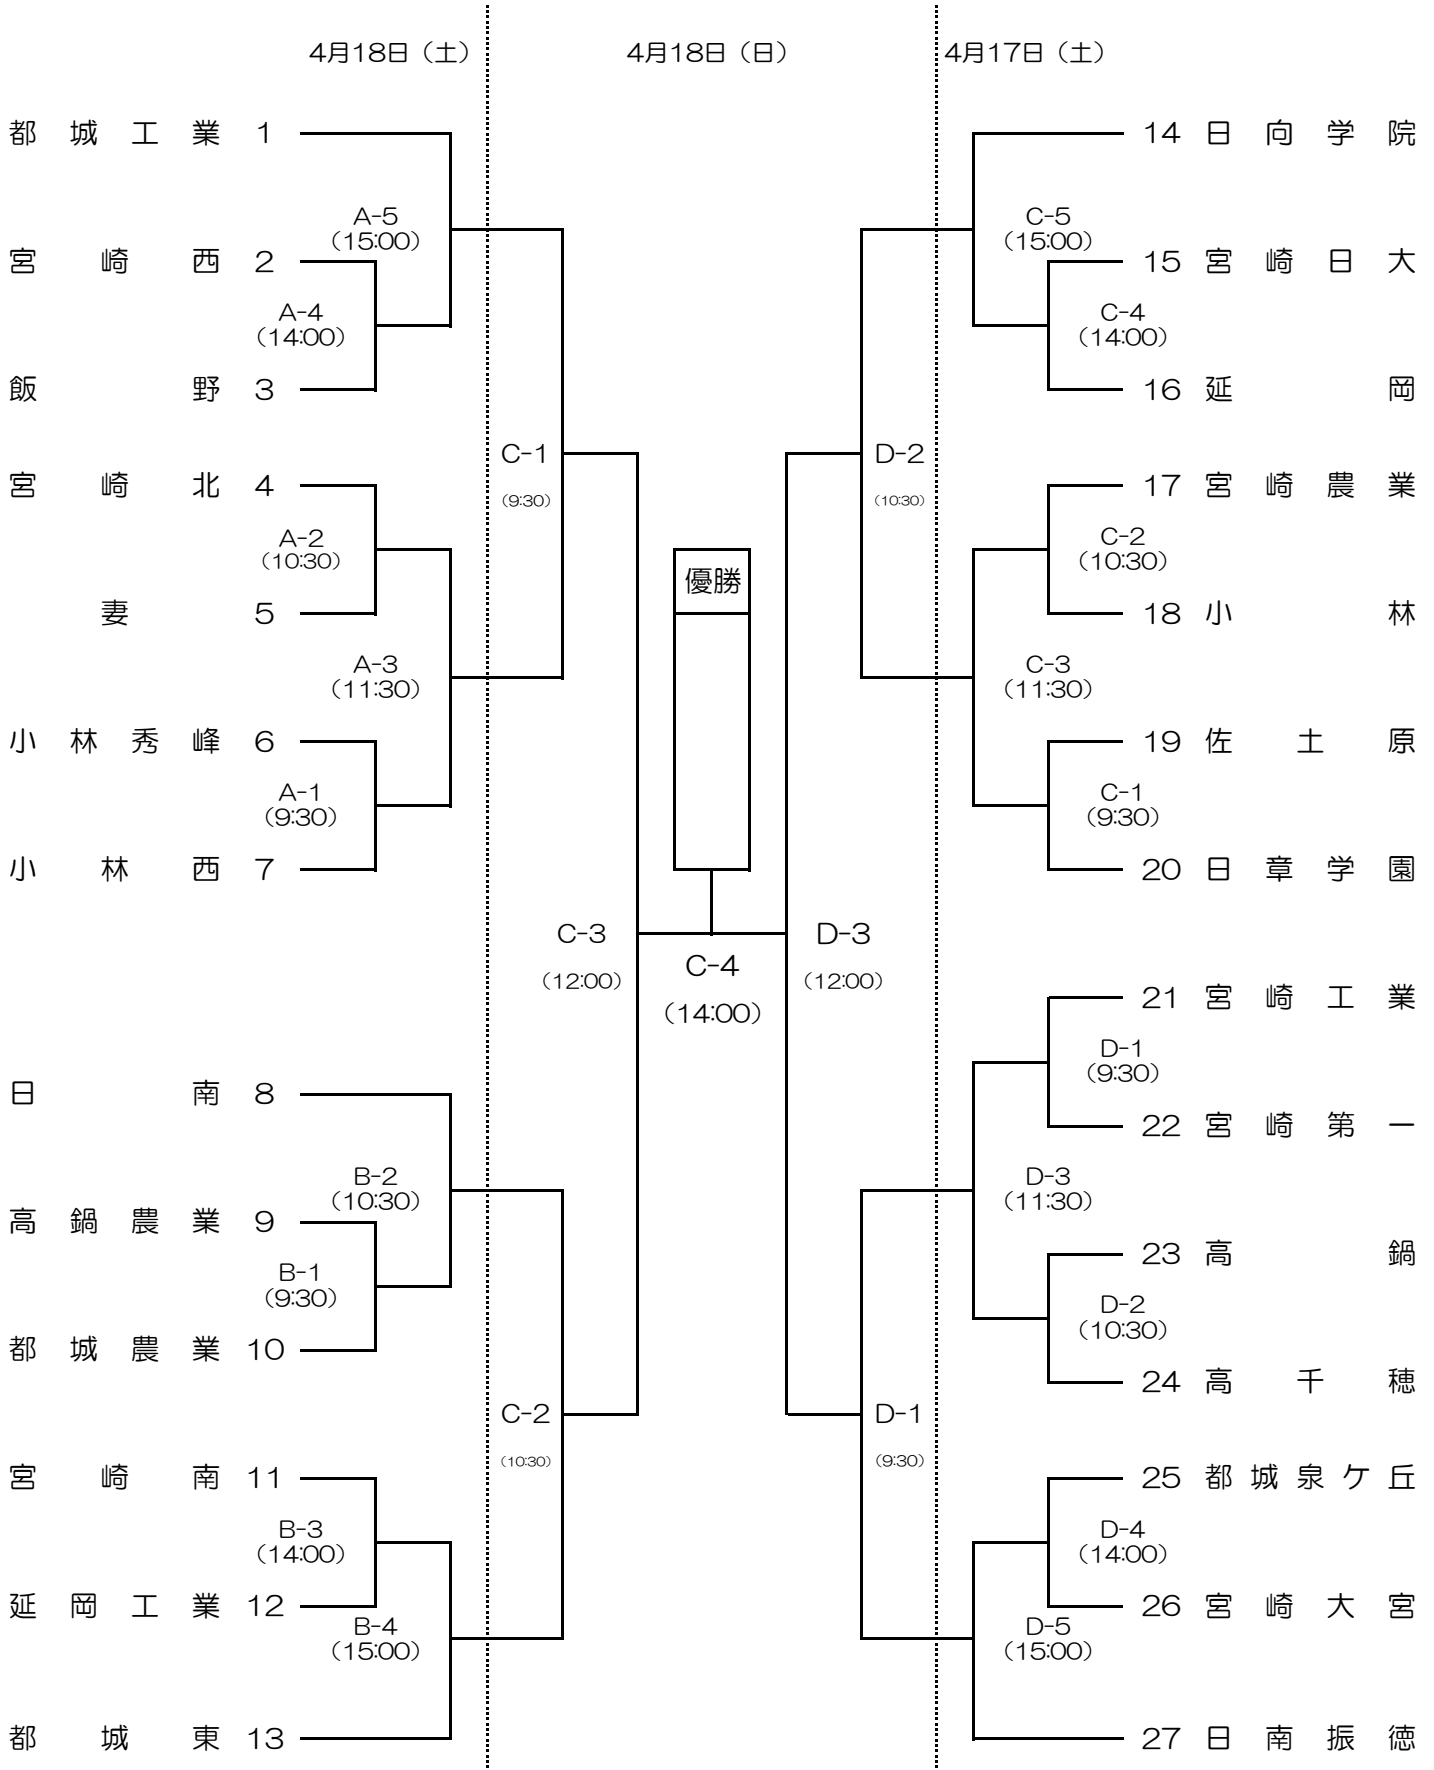 4月18日（土） 4月18日（日） 4月17日（土）
都城工業 1 14 日向学院
A-5 C-5
（15:00） （15:00）
宮崎西 2 15 宮崎日大
A-4 C-4
（14:00） （14:00）
飯野 3 16 延岡
C-1 D-2
宮崎北 4 17 宮崎農業
（9:30） （10:30）
A-2 C-2
（10:30） （10:30）
優勝
妻 5 18 小林
A-3 C-3
（11:30） （11:30）
小林秀峰 6 19 佐土原
A-1 C-1
（9:30） （9:30）
小林西 7 20 日章学園
C-3 D-3
C-4
（12:00） （12:00）
21 宮崎工業
（14:00）
D-1
（9:30）
日南 8
22 宮崎第一
B-2 D-3
（10:30） （11:30）
高鍋農業 9
23 高鍋
B-1
（9:30）
D-2
（10:30）
都城農業 10
24 高千穂
C-2 D-1
（10:30） （9:30）
宮崎南 11 25 都城泉ケ丘
B-3 D-4
（14:00） （14:00）
延岡工業 12 26 宮崎大宮
B-4 D-5
（15:00） （15:00）
都城東 13 27 日南振徳